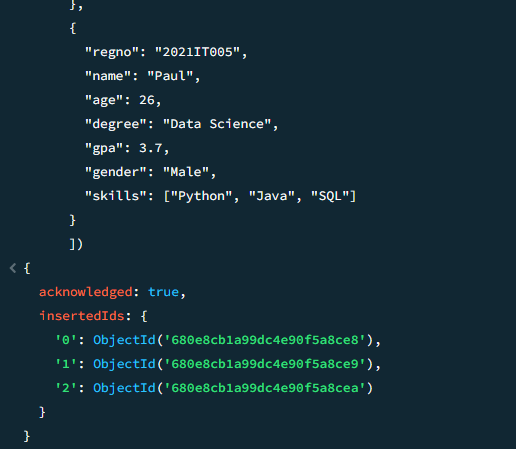 },
{
"regno": "2021IT005",
"name": "Paul",
"age": 26,
"degree": "Data Science",
"gpa": 3.7,
"gender": "Male",
"skills": ["Python", "Java", "SQL"]
}
])
< {
acknowledged: true,
insertedIds: {
'0': ObjectId('680e8cb1a99dc4e90f5a8ce8'),
'1': ObjectId('680e8cb1a99dc4e90f5a8ce9'),
'2': ObjectId('680e8cb1a99dc4e90f5a8cea')
}
}